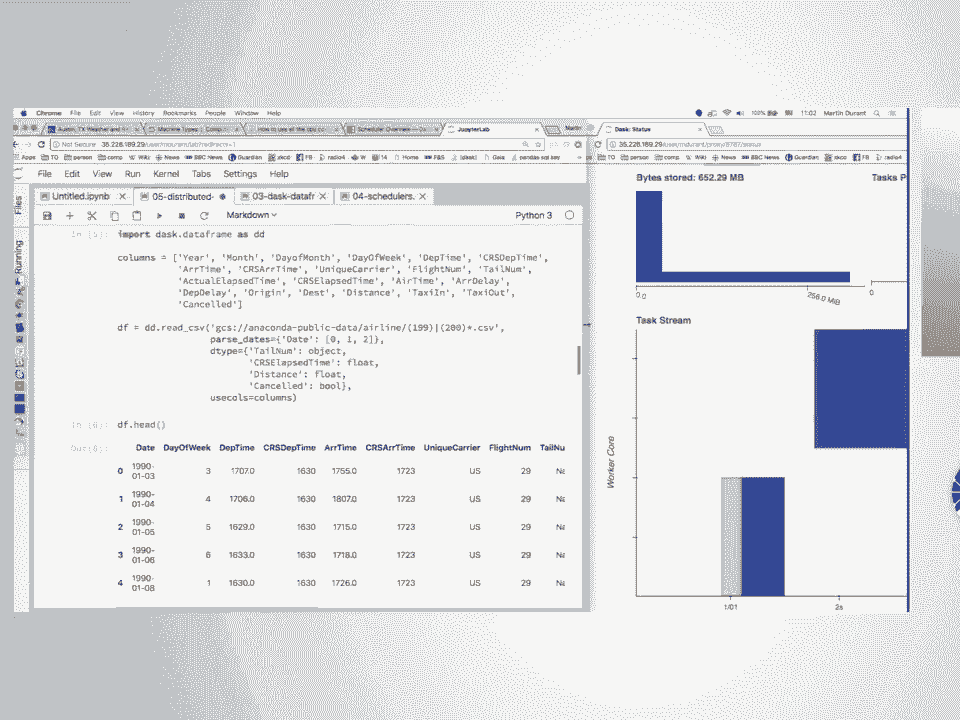 Chrome File Edit View History Bookmarks People Window Help
100% 11:02 Martin Durant
Austin, TX Weather and
Machine Types | Comp
How to use all the cpu co
Scheduler Overview — Da
JupyterLab
Martin
Dask: Status
Not Secure 35.228.189.29/user/mdurant/lab?redirects=1
35.228.189.29/user/mdurant/proxy/8787/status
Apps TO person comp Wiki News BBC News Guardian xkcd FB radio4 W 14 Home F&S Gaia pandas-sql
TO person comp Wiki News BBC News Guardian xkcd FB radio4
File Edit View Run Kernel Tabs Settings Help
Untitled.ipynb
05-distributed-
03-dask-datafr
04-schedulers.
Markdown
Python 3
Files
Running
In [5]: import dask.dataframe as dd
columns = ['Year', 'Month', 'DayofMonth', 'DayOfWeek', 'DepTime', 'CRSDepTime',
'ArrTime', 'CRSArrTime', 'UniqueCarrier', 'FlightNum', 'TailNum',
'ActualElapsedTime', 'CRSElapsedTime', 'AirTime', 'ArrDelay',
'DepDelay', 'Origin', 'Dest', 'Distance', 'TaxiIn', 'TaxiOut',
'Cancelled']
df = dd.read_csv('gcs://anaconda-public-data/airline/(199)|(200)*.csv',
parse_dates={'Date': [0, 1, 2]},
dtype={'TailNum': object,
'CRSElapsedTime': float,
'Distance': float,
'Cancelled': bool},
usecols=columns)
In [6]: df.head()
Out[6]:
Date DayOfWeek DepTime CRSDepTime ArrTime CRSArrTime UniqueCarrier FlightNum TailNu
0 1990-01-03 3 1707.0 1630 1755.0 1723 US 29 Na
1 1990-01-04 4 1706.0 1630 1807.0 1723 US 29 Na
2 1990-01-05 5 1629.0 1630 1715.0 1723 US 29 Na
3 1990-01-06 6 1633.0 1630 1718.0 1723 US 29 Na
4 1990-01-08 1 1630.0 1630 1726.0 1723 US 29 Na
Bytes stored: 652.29 MB
Tasks P
0.0
256.0 MiB
0
Task Stream
Worker Core
1/01
2s